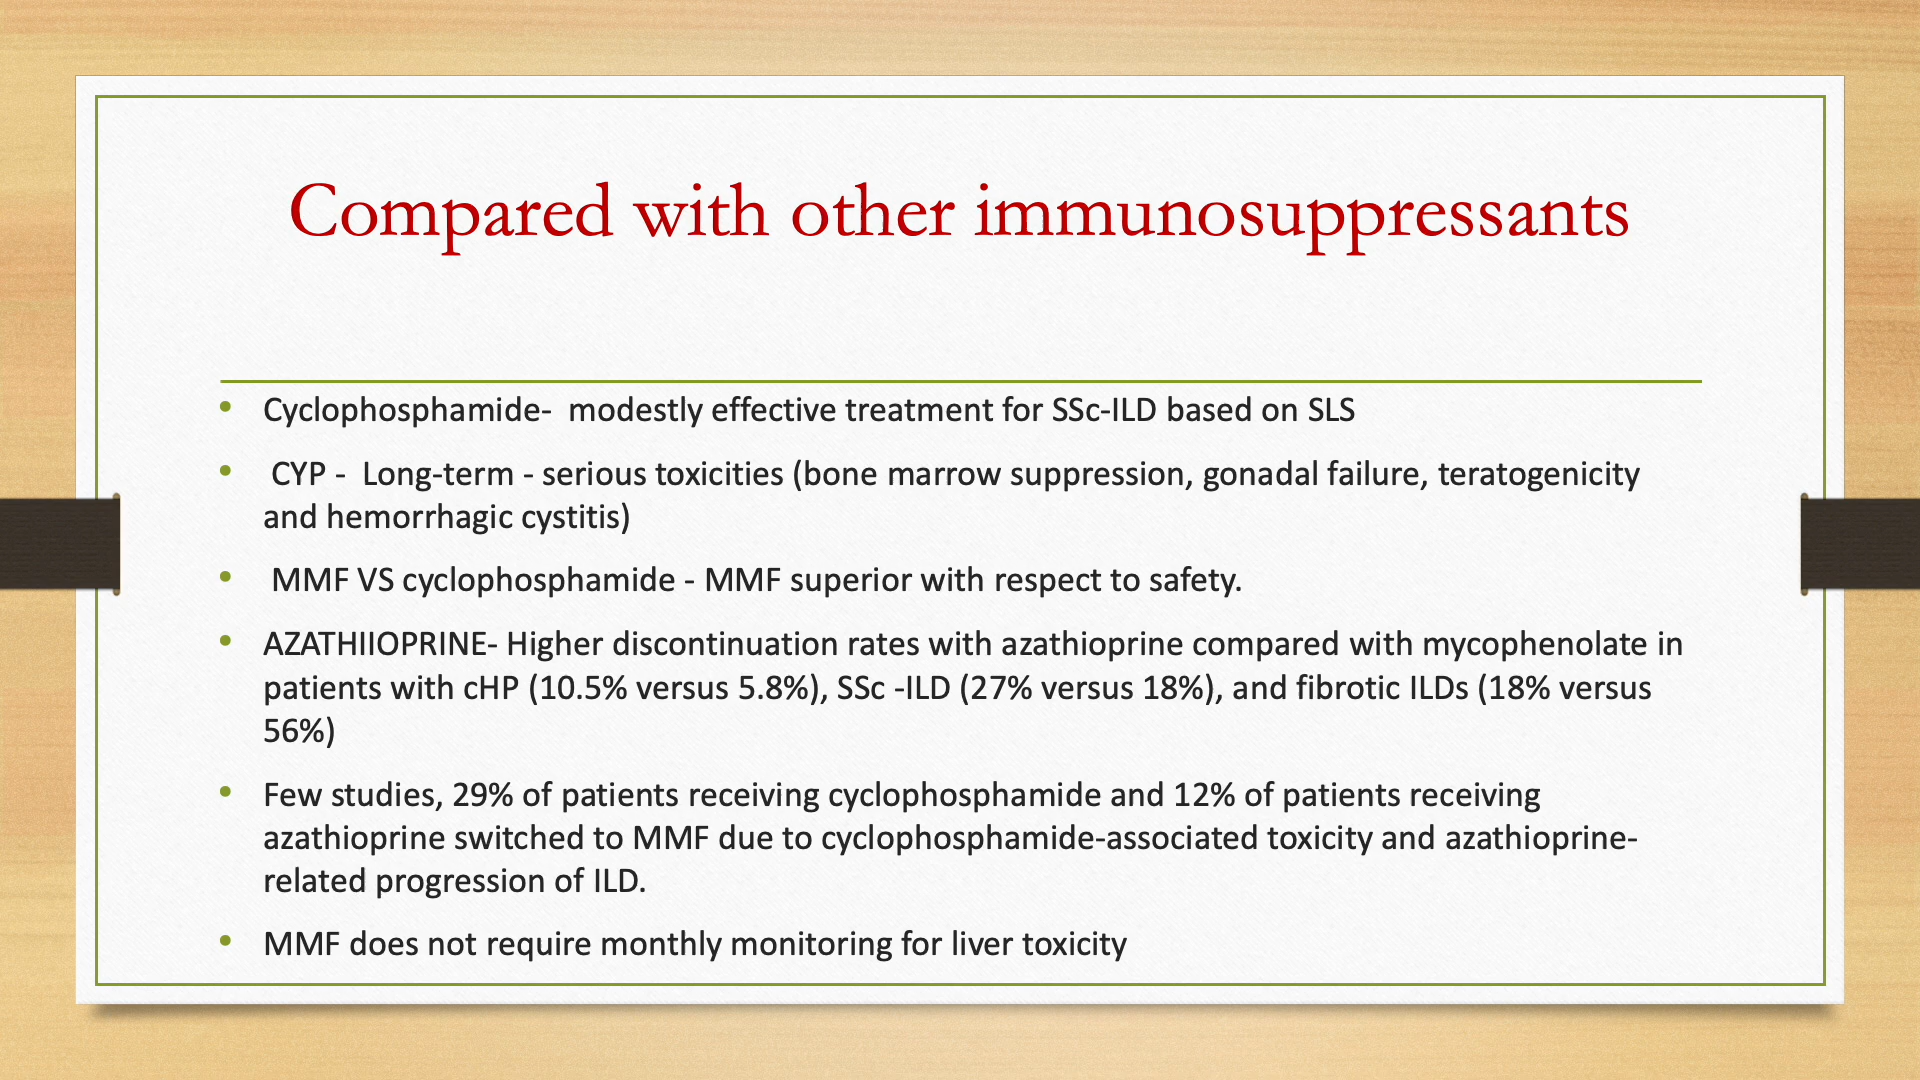 Compared with other immunosuppressants
• Cyclophosphamide-  modestly effective treatment for SSc-ILD based on SLS
• CYP -  Long-term - serious toxicities (bone marrow suppression, gonadal failure, teratogenicity
and hemorrhagic cystitis)
• MMF VS cyclophosphamide - MMF superior with respect to safety.
• AZATHIIOPRINE- Higher discontinuation rates with azathioprine compared with mycophenolate in
patients with cHP (10.5% versus 5.8%), SSc -ILD (27% versus 18%), and fibrotic ILDs (18% versus
56%)
• Few studies, 29% of patients receiving cyclophosphamide and 12% of patients receiving
azathioprine switched to MMF due to cyclophosphamide-associated toxicity and azathioprine-
related progression of ILD.
• MMF does not require monthly monitoring for liver toxicity